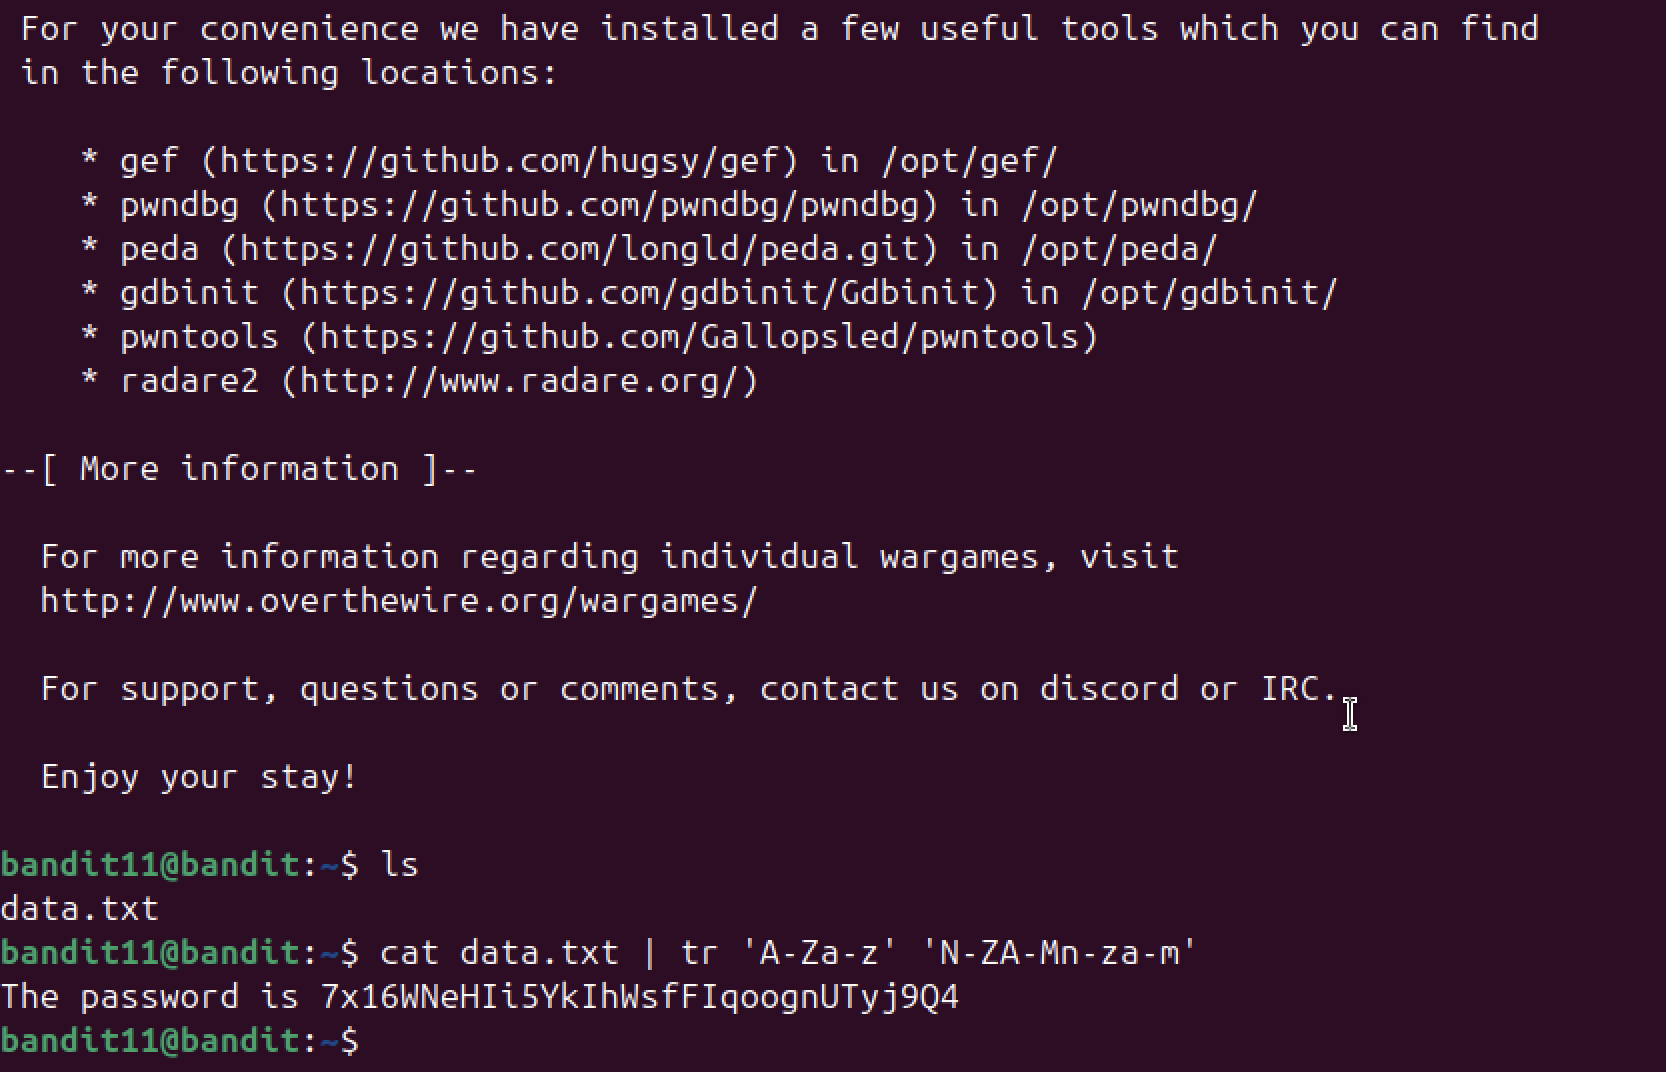 For your convenience we have installed a few useful tools which you can find
in the following locations:
* gef (https://github.com/hugsy/gef) in /opt/gef/
* pwndbg (https://github.com/pwndbg/pwndbg) in /opt/pwndbg/
* peda (https://github.com/longld/peda.git) in /opt/peda/
* gdbinit (https://github.com/gdbinit/Gdbinit) in /opt/gdbinit/
* pwntools (https://github.com/Gallopsled/pwntools)
* radare2 (http://www.radare.org/)
--[ More information ]--
For more information regarding individual wargames, visit
http://www.overthewire.org/wargames/
For support, questions or comments, contact us on discord or IRC.
Enjoy your stay!
bandit11@bandit:~$ ls
data.txt
bandit11@bandit:~$ cat data.txt | tr 'A-Za-z' 'N-ZA-Mn-za-m'
The password is 7x16WNeHIi5YkIhWsfFIqoognUTyj9Q4
bandit11@bandit:~$